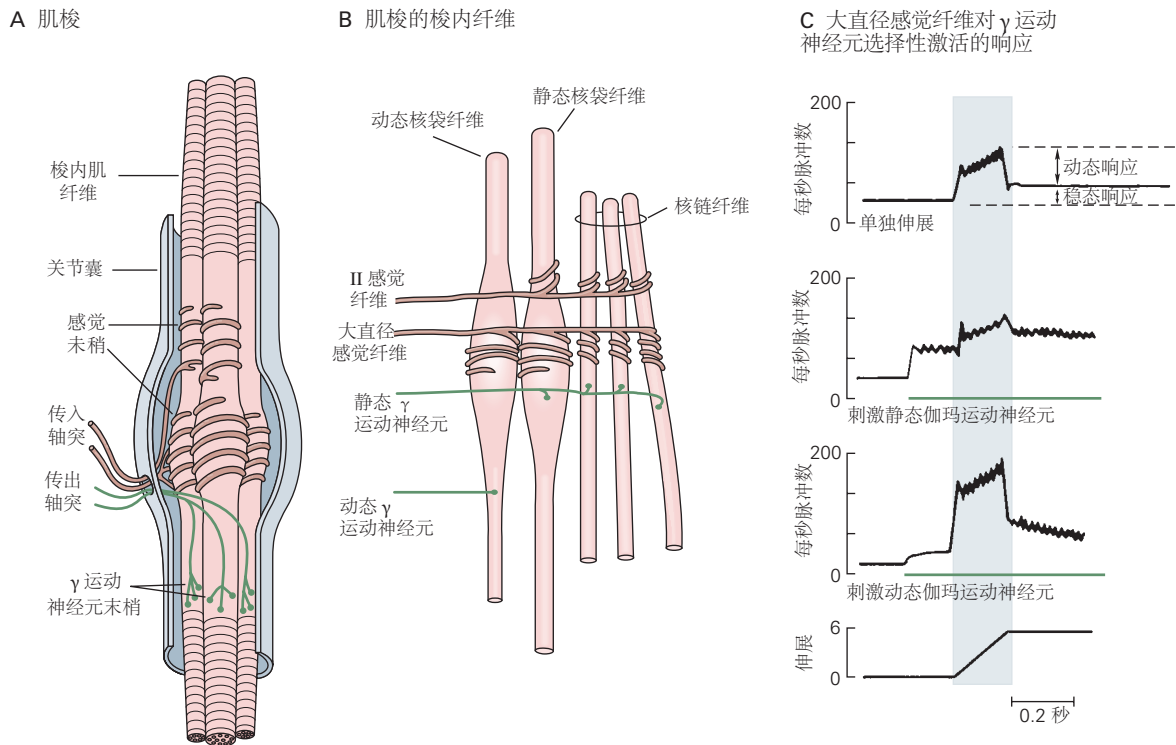 A 肌梭
梭内肌
纤维
关节囊
感觉
末梢
传入
轴突
传出
轴突
γ 运动
神经元末梢
B 肌梭的梭内纤维
静态核袋纤维
动态核袋纤维
核链纤维
II 感觉
纤维
大直径
感觉纤维
静态 γ
运动神经元
动态 γ
运动神经元
C 大直径感觉纤维对 γ 运动
神经元选择性激活的响应
200
每秒脉冲数
0
动态响应
稳态响应
单独伸展
200
每秒脉冲数
0
刺激静态伽玛运动神经元
200
每秒脉冲数
0
刺激动态伽玛运动神经元
6
伸展
0
0.2 秒